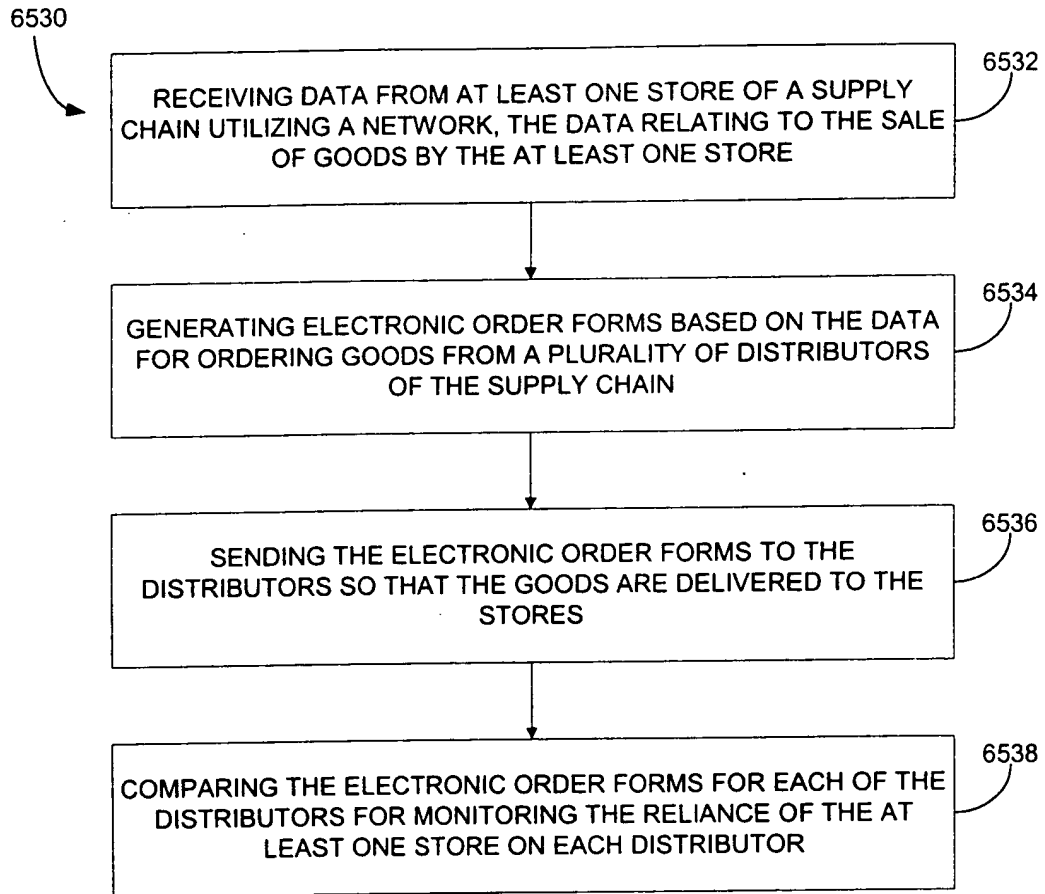 6530
6532
RECEIVING DATA FROM AT LEAST ONE STORE OF A SUPPLY
CHAIN UTILIZING A NETWORK, THE DATA RELATING TO THE SALE
OF GOODS BY THE AT LEAST ONE STORE
6534
GENERATING ELECTRONIC ORDER FORMS BASED ON THE DATA
FOR ORDERING GOODS FROM A PLURALITY OF DISTRIBUTORS
OF THE SUPPLY CHAIN
6536
SENDING THE ELECTRONIC ORDER FORMS TO THE
DISTRIBUTORS SO THAT THE GOODS ARE DELIVERED TO THE
STORES
6538
COMPARING THE ELECTRONIC ORDER FORMS FOR EACH OF THE
DISTRIBUTORS FOR MONITORING THE RELIANCE OF THE AT
LEAST ONE STORE ON EACH DISTRIBUTOR